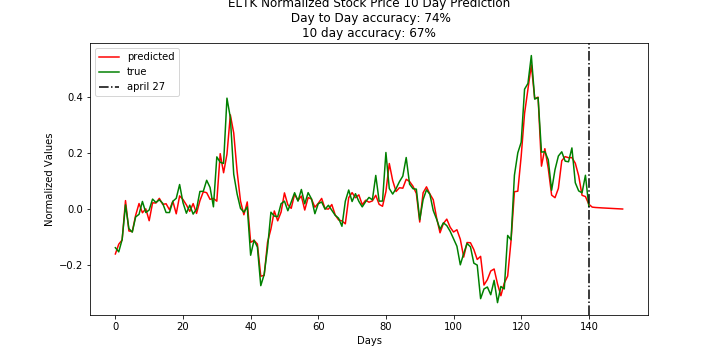 ELTK Normalized Stock Price 10 Day Prediction
Day to Day accuracy: 74%
10 day accuracy: 67%
predicted
true
april 27
Normalized Values
0.4
0.2
0.0
−0.2
0
20
40
60
80
100
120
140
Days